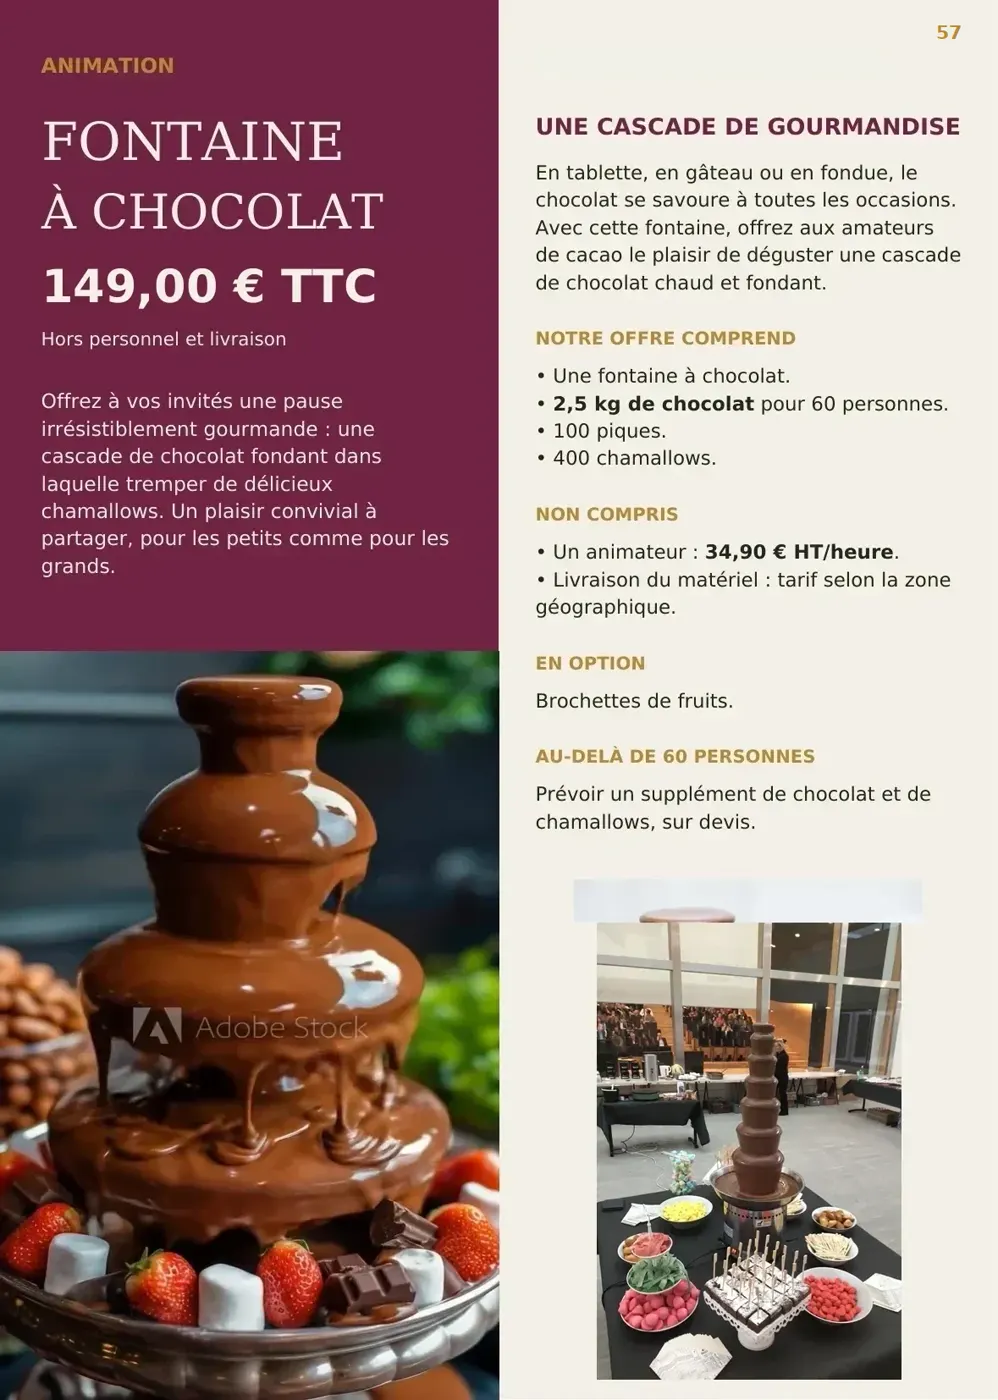 57
ANIMATION
FONTAINE
À CHOCOLAT
149,00 € TTC
Hors personnel et livraison
Offrez à vos invités une pause
irrésistiblement gourmande : une
cascade de chocolat fondant dans
laquelle tremper de délicieux
chamallows. Un plaisir convivial à
partager, pour les petits comme pour les
grands.
Adobe Stock
UNE CASCADE DE GOURMANDISE
En tablette, en gâteau ou en fondue, le
chocolat se savoure à toutes les occasions.
Avec cette fontaine, offrez aux amateurs
de cacao le plaisir de déguster une cascade
de chocolat chaud et fondant.
NOTRE OFFRE COMPREND
• Une fontaine à chocolat.
• 2,5 kg de chocolat pour 60 personnes.
• 100 piques.
• 400 chamallows.
NON COMPRIS
• Un animateur : 34,90 € HT/heure.
• Livraison du matériel : tarif selon la zone
géographique.
EN OPTION
Brochettes de fruits.
AU-DELÀ DE 60 PERSONNES
Prévoir un supplément de chocolat et de
chamallows, sur devis.